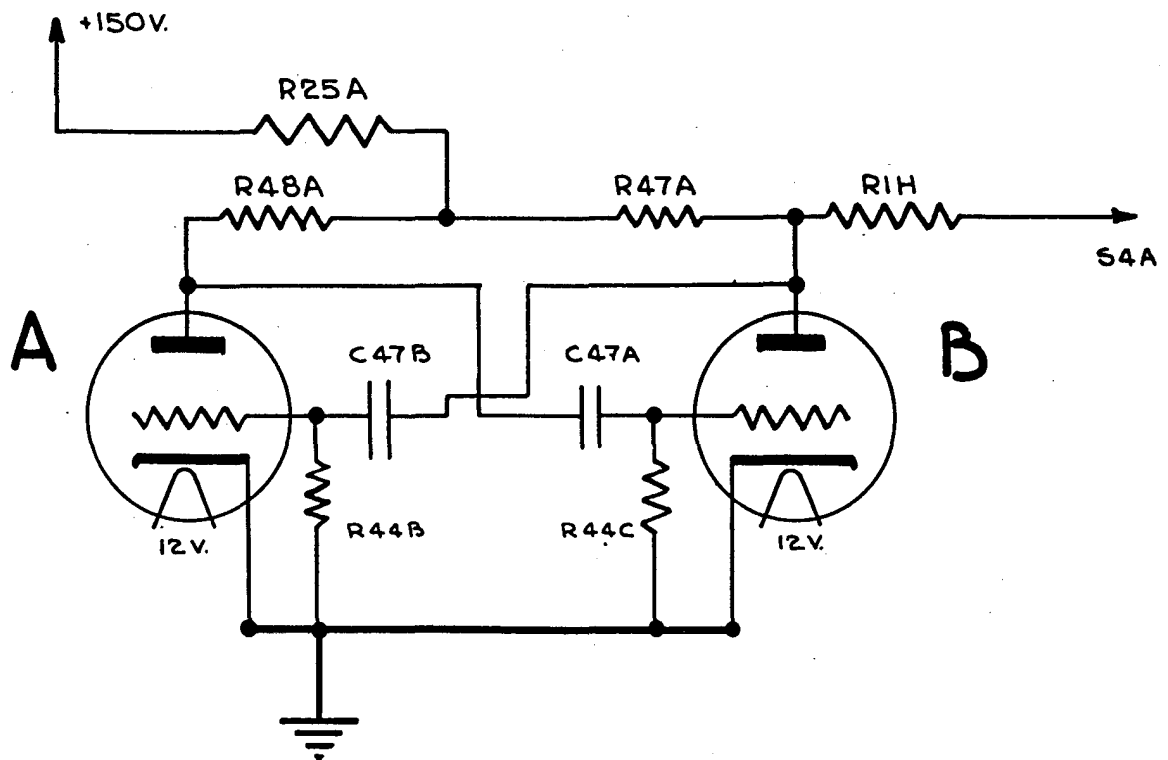 +150V.
R25A
R48A
R47A
R1H
S4A
A
B
C47B
C47A
R44B
R44C
12V.
12V.